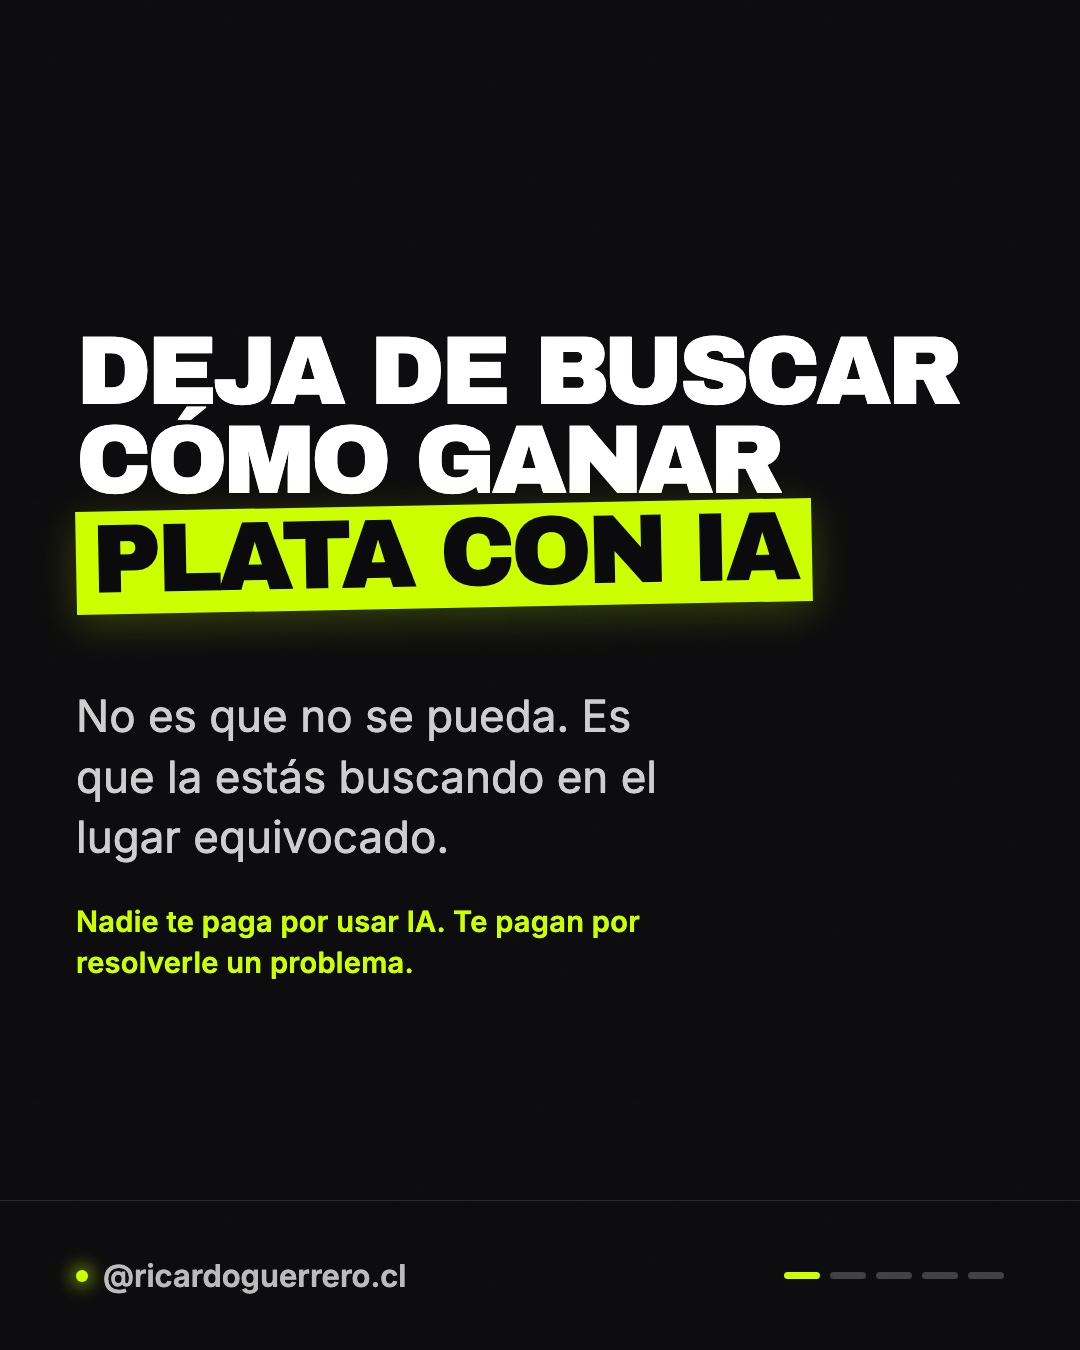 DEJA DE BUSCAR
CÓMO GANAR
PLATA CON IA
No es que no se pueda. Es
que la estás buscando en el
lugar equivocado.
Nadie te paga por usar IA. Te pagan por
resolverle un problema.
@ricardoguerrero.cl